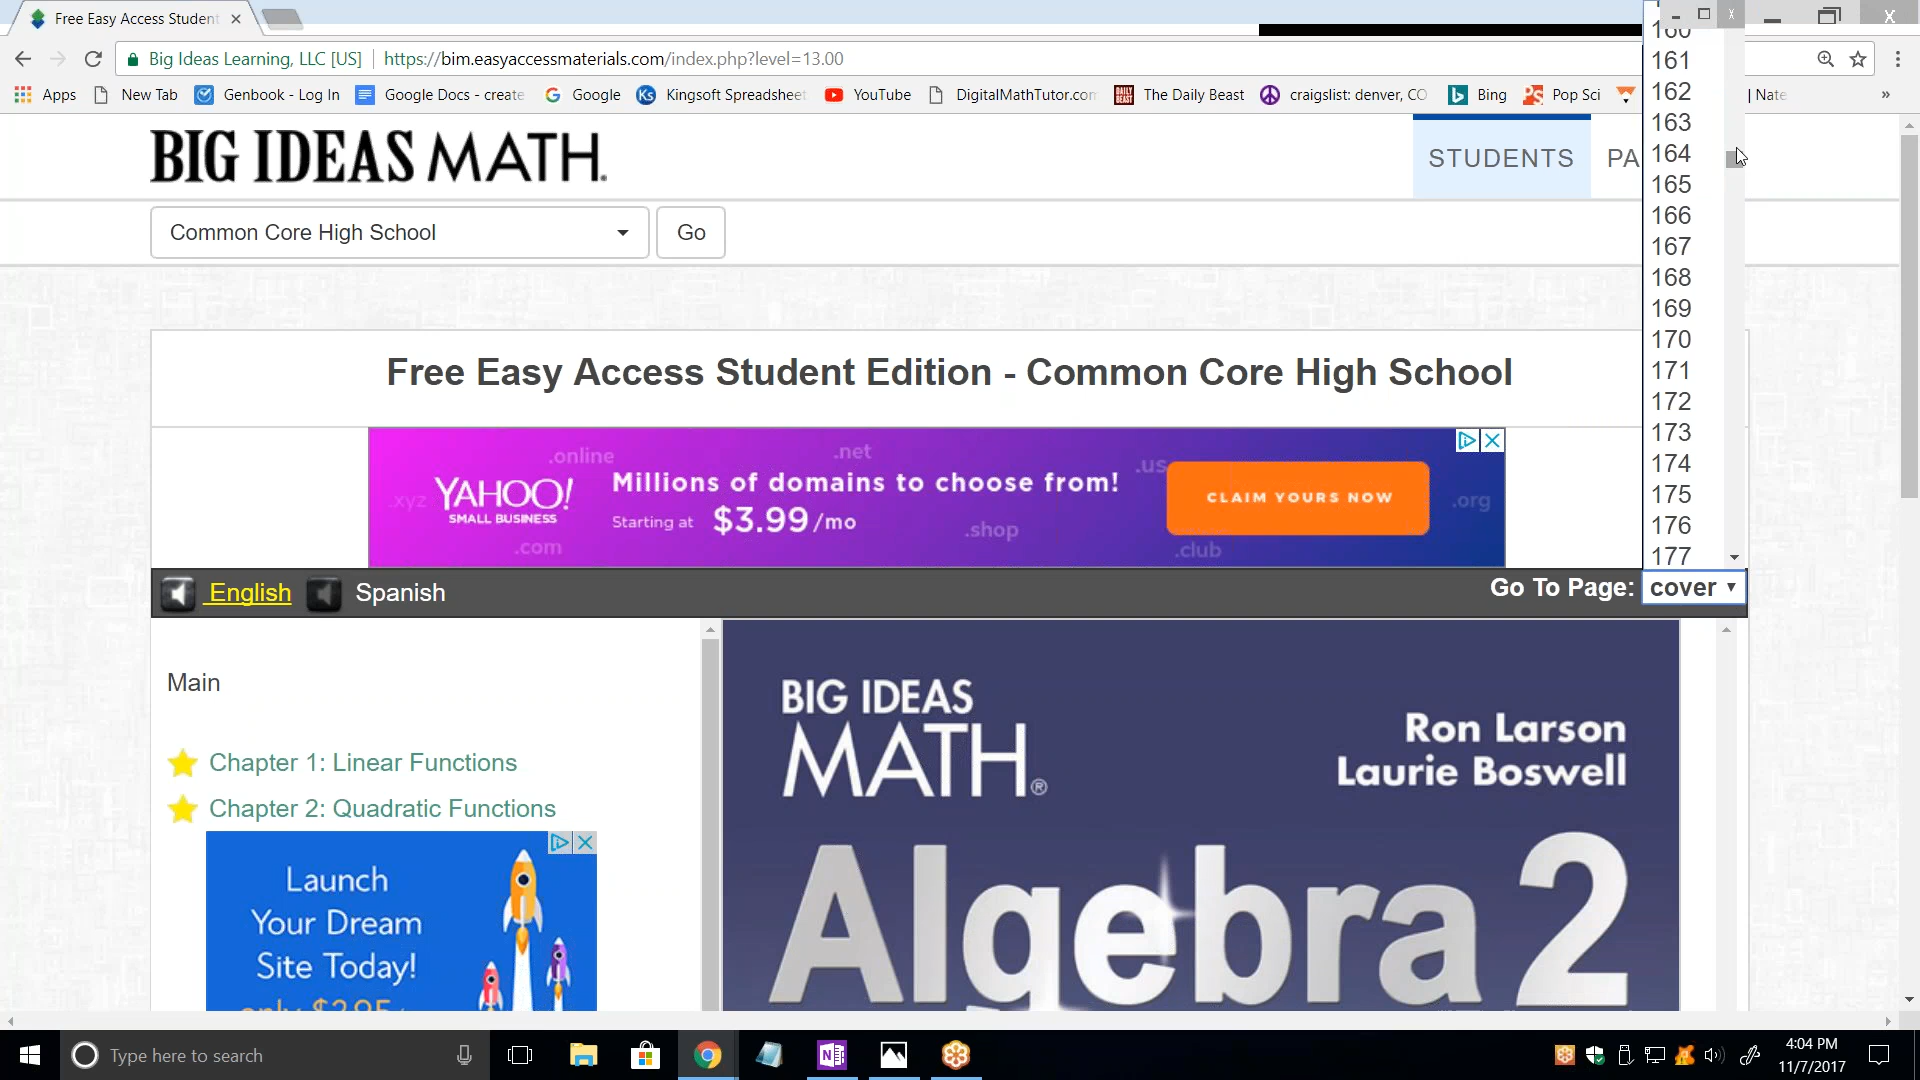 Free Easy Access Student
Big Ideas Learning, LLC [US]
https://bim.easyaccessmaterials.com/index.php?level=13.00
Apps
New Tab
Genbook - Log In
Google Docs - create
Google
Kingsoft Spreadsheet
YouTube
DigitalMathTutor.com
The Daily Beast
craigslist: denver, CO
Bing
Pop Sci
| Nate
»
BIG IDEAS MATH.
STUDENTS
PA
Common Core High School
Go
160
161
162
163
164
165
166
167
168
169
170
171
172
173
174
175
176
177
Free Easy Access Student Edition - Common Core High School
YAHOO!
SMALL BUSINESS
Millions of domains to choose from!
Starting at $3.99/mo
CLAIM YOURS NOW
.online
.net
.us
.xyz
.org
.shop
.com
.club
English
Spanish
Go To Page:
cover
Main
Chapter 1: Linear Functions
Chapter 2: Quadratic Functions
Launch
Your Dream
Site Today!
BIG IDEAS
MATH®
Ron Larson
Laurie Boswell
Algebra 2
Type here to search
4:04 PM
11/7/2017